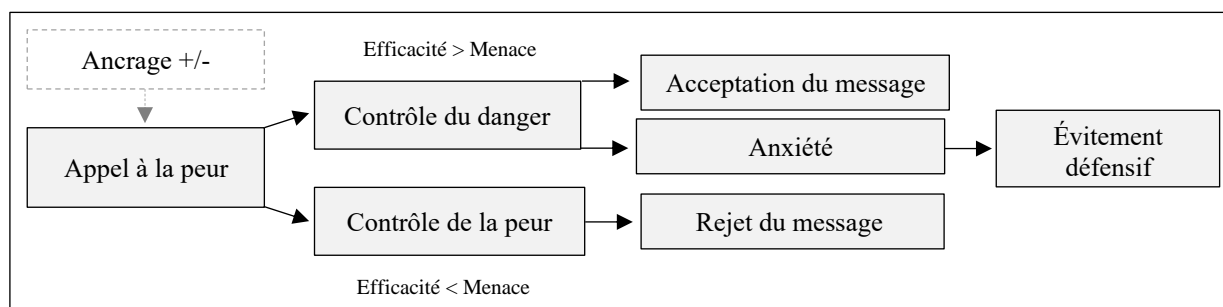 Ancrage +/-
Efficacité > Menace
Appel à la peur
Contrôle du danger
Acceptation du message
Anxiété
Évitement
défensif
Contrôle de la peur
Rejet du message
Efficacité < Menace